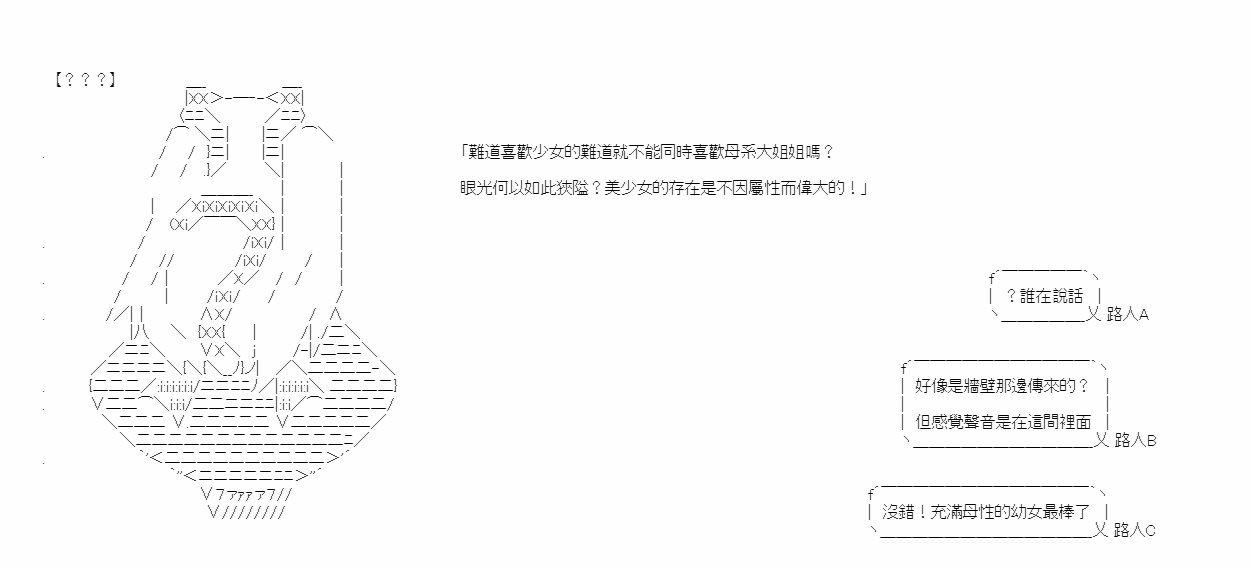 【？？？】
「難道喜歡少女的難道就不能同時喜歡母系大姐姐嗎？
眼光何以如此狹隘？美少女的存在是不因屬性而偉大的！」
？誰在說話
路人A
好像是牆壁那邊傳來的？
但感覺聲音是在這間裡面
路人B
沒錯！充滿母性的幼女最棒了
路人C